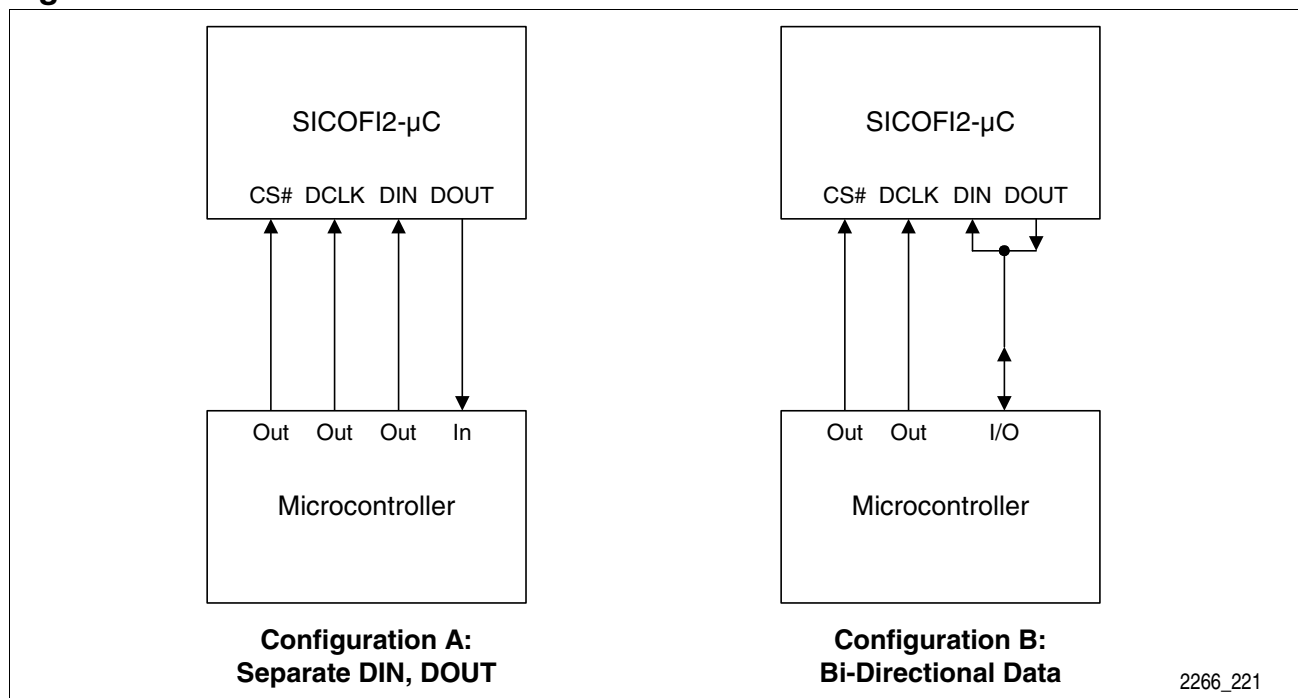 SICOFI2-µC
CS# DCLK DIN DOUT
Out Out Out In
Microcontroller
Configuration A:
Separate DIN, DOUT
SICOFI2-µC
CS# DCLK DIN DOUT
Out Out I/O
Microcontroller
Configuration B:
Bi-Directional Data
2266_221